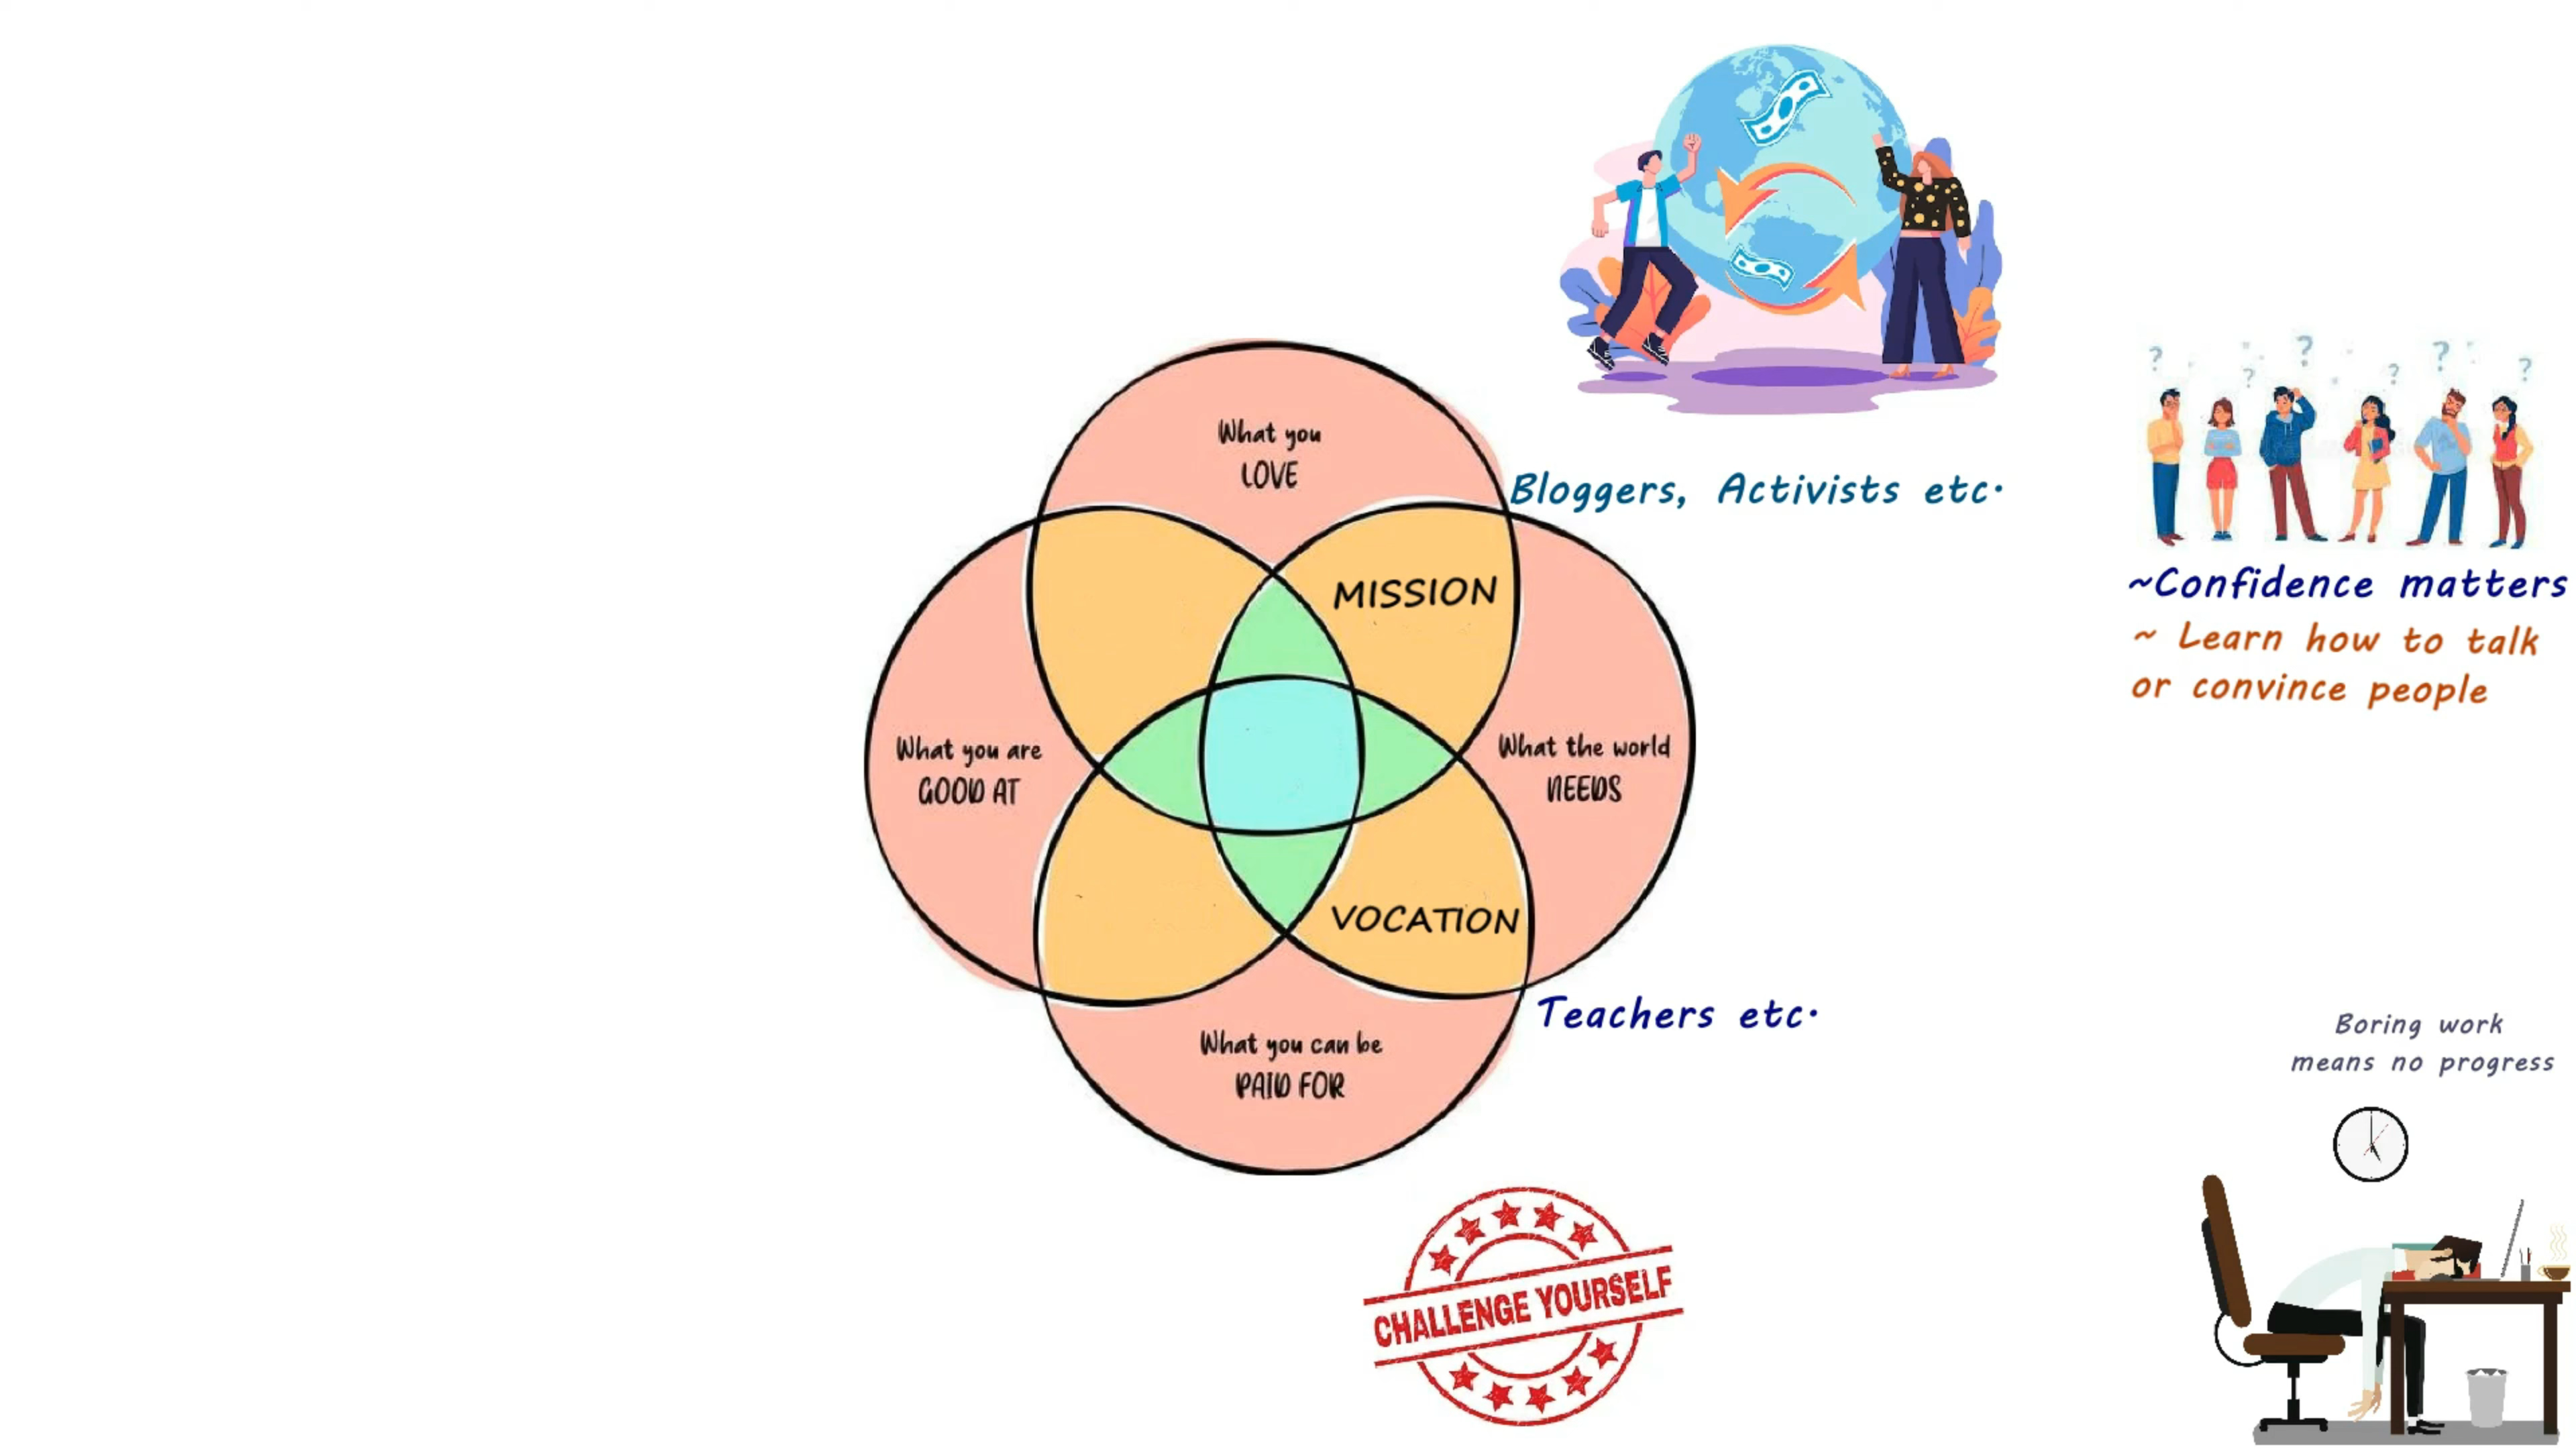 What you
LOVE
Bloggers, Activists etc.
MISSION
~Confidence matters
~ Learn how to talk
or convince people
What you are
GOOD AT
What the world
NEEDS
VOCATION
Teachers etc.
What you can be
PAID FOR
Boring work
means no progress
CHALLENGE YOURSELF
? ? ? ? ? ?